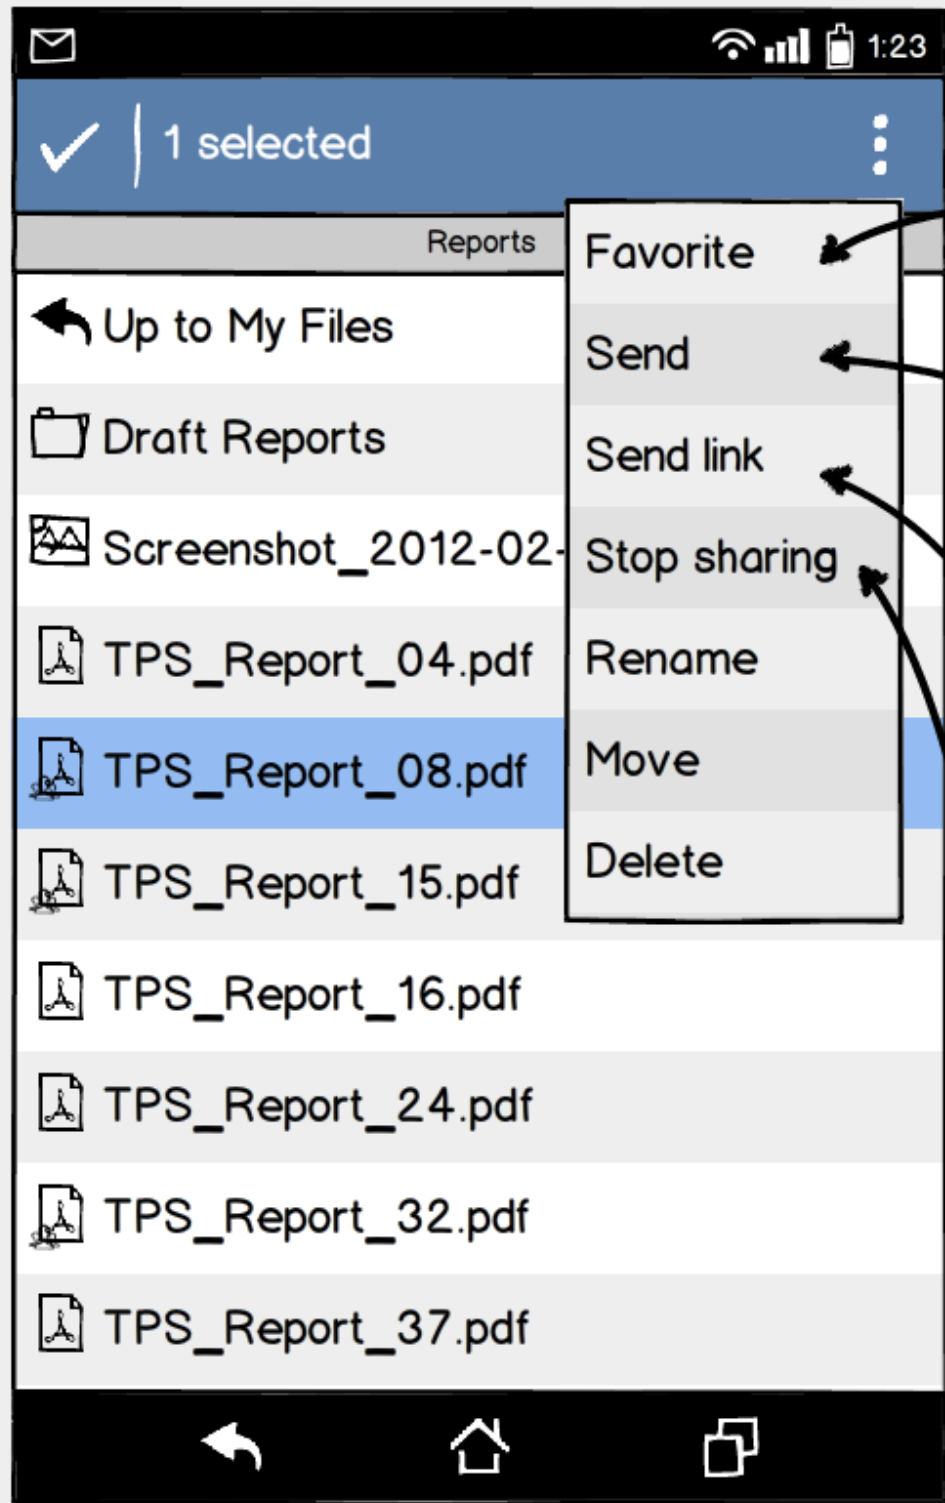 1:23
1 selected
Reports
Favorite
Send
Send link
Stop sharing
Rename
Move
Delete
Up to My Files
Draft Reports
Screenshot_2012-02-
TPS_Report_04.pdf
TPS_Report_08.pdf
TPS_Report_15.pdf
TPS_Report_16.pdf
TPS_Report_24.pdf
TPS_Report_32.pdf
TPS_Report_37.pdf